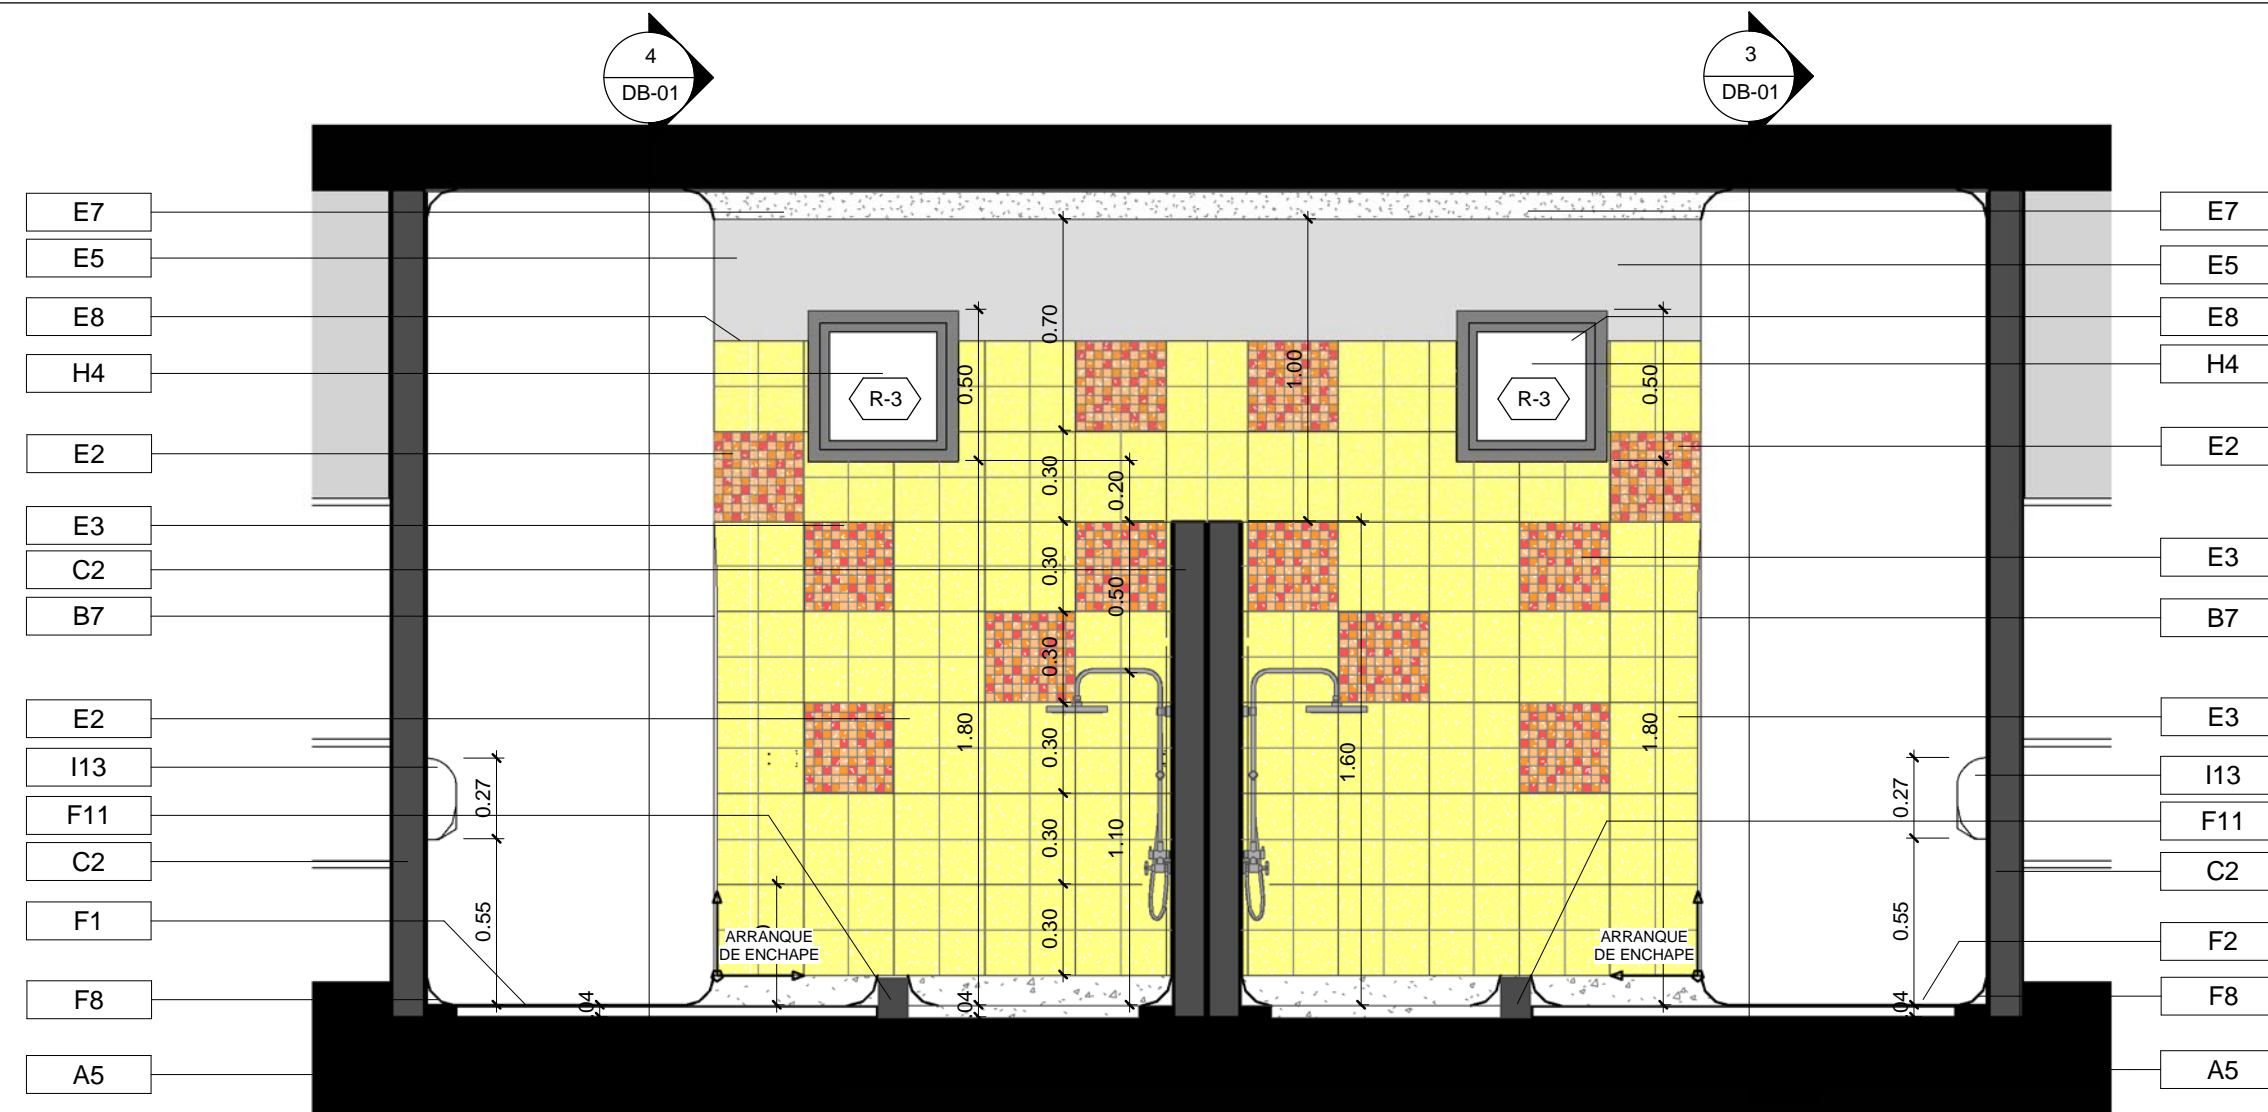 4
DB-01
3
DB-01
E7
E5
E8
H4
E2
E3
C2
B7
E2
I13
F11
C2
F1
F8
A5
0.27
0.55
.04
R-3
0.50
1.80
.04
0.70
0.30
0.30
0.30
0.30
0.30
0.30
0.20
0.50
1.10
ARRANQUE
DE ENCHAPE
1.00
1.60
R-3
0.50
1.80
ARRANQUE
DE ENCHAPE
0.27
0.55
.04
E7
E5
E8
H4
E2
E3
B7
E3
I13
F11
C2
F2
F8
A5